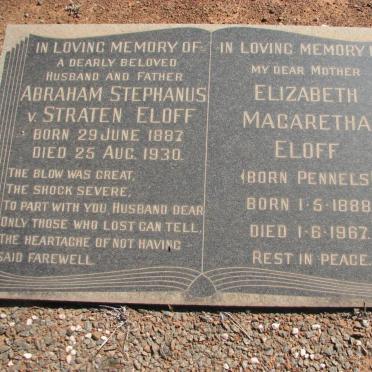 IN LOVING MEMORY OF
A DEARLY BELOVED
HUSBAND AND FATHER
ABRAHAM STEPHANUS
V. STRATEN ELOFF
BORN 29 JUNE 1887
DIED 25 AUG. 1930.
THE BLOW WAS GREAT,
THE SHOCK SEVERE,
TO PART WITH YOU, HUSBAND DEAR
ONLY THOSE WHO LOST CAN TELL,
THE HEARTACHE OF NOT HAVING
SAID FAREWELL.
IN LOVING MEMORY
MY DEAR MOTHER
ELIZABETH
MAGARETHA
ELOFF
(BORN PENNELS)
BORN 1-5-1888
DIED 1-6-1967.
REST IN PEACE.